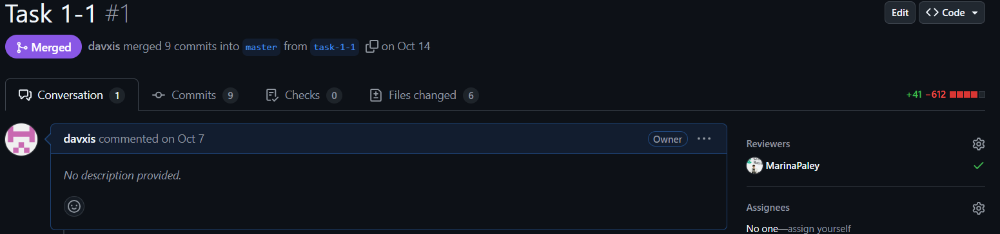 Task 1-1 #1
Edit
Code
Merged
davxis merged 9 commits into master from task-1-1 on Oct 14
Conversation 1
Commits 9
Checks 0
Files changed 6
+41 −612
davxis commented on Oct 7
Owner
No description provided.
Reviewers
MarinaPaley
Assignees
No one—assign yourself